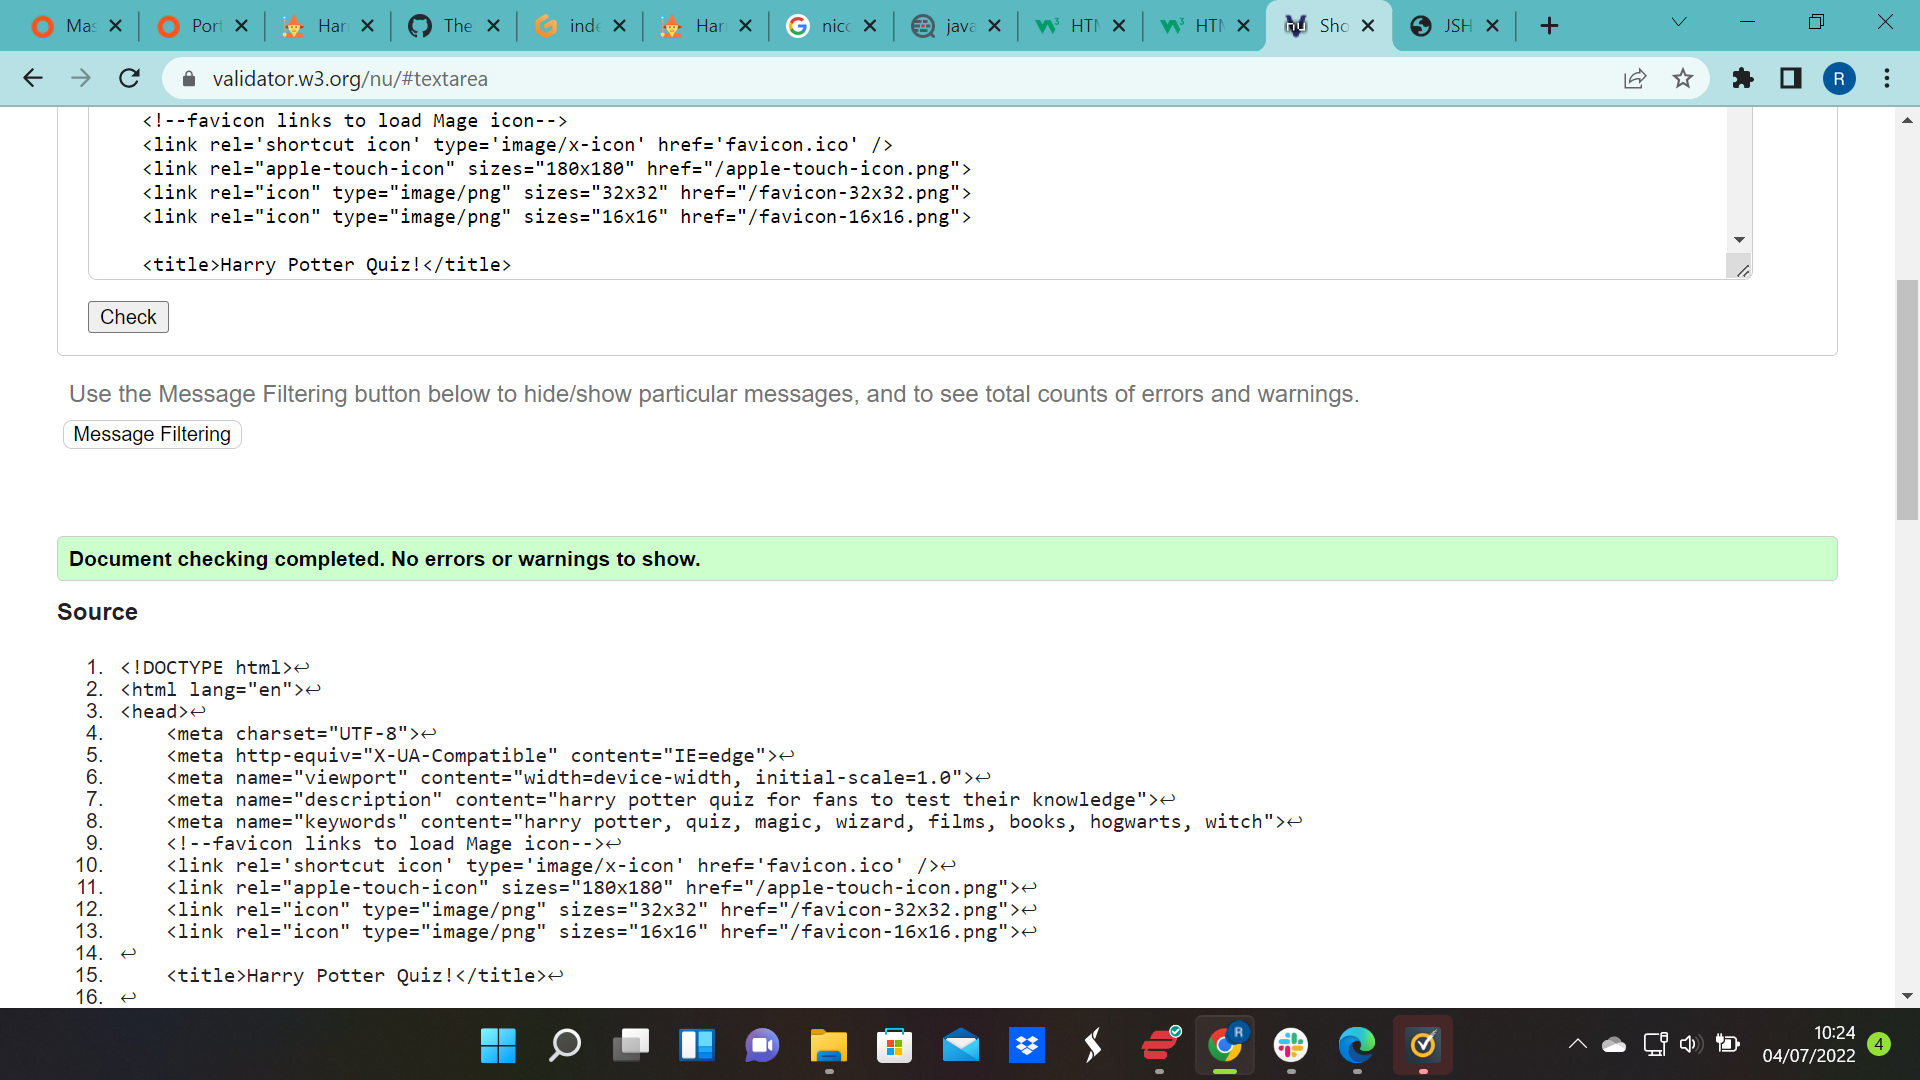 Mas
Port
Har
The
inde
Har
nicc
java
HTM
HTM
Sho
JSH
validator.w3.org/nu/#textarea
R
<!--favicon links to load Mage icon-->
<link rel='shortcut icon' type='image/x-icon' href='favicon.ico' />
<link rel="apple-touch-icon" sizes="180x180" href="/apple-touch-icon.png">
<link rel="icon" type="image/png" sizes="32x32" href="/favicon-32x32.png">
<link rel="icon" type="image/png" sizes="16x16" href="/favicon-16x16.png">
<title>Harry Potter Quiz!</title>
Check
Use the Message Filtering button below to hide/show particular messages, and to see total counts of errors and warnings.
Message Filtering
Document checking completed. No errors or warnings to show.
Source
1. <!DOCTYPE html>↩
2. <html lang="en">↩
3. <head>↩
4. <meta charset="UTF-8">↩
5. <meta http-equiv="X-UA-Compatible" content="IE=edge">↩
6. <meta name="viewport" content="width=device-width, initial-scale=1.0">↩
7. <meta name="description" content="harry potter quiz for fans to test their knowledge">↩
8. <meta name="keywords" content="harry potter, quiz, magic, wizard, films, books, hogwarts, witch">↩
9. <!--favicon links to load Mage icon-->↩
10. <link rel='shortcut icon' type='image/x-icon' href='favicon.ico' />↩
11. <link rel="apple-touch-icon" sizes="180x180" href="/apple-touch-icon.png">↩
12. <link rel="icon" type="image/png" sizes="32x32" href="/favicon-32x32.png">↩
13. <link rel="icon" type="image/png" sizes="16x16" href="/favicon-16x16.png">↩
14. ↩
15. <title>Harry Potter Quiz!</title>↩
16. ↩
R
10:24
04/07/2022
4